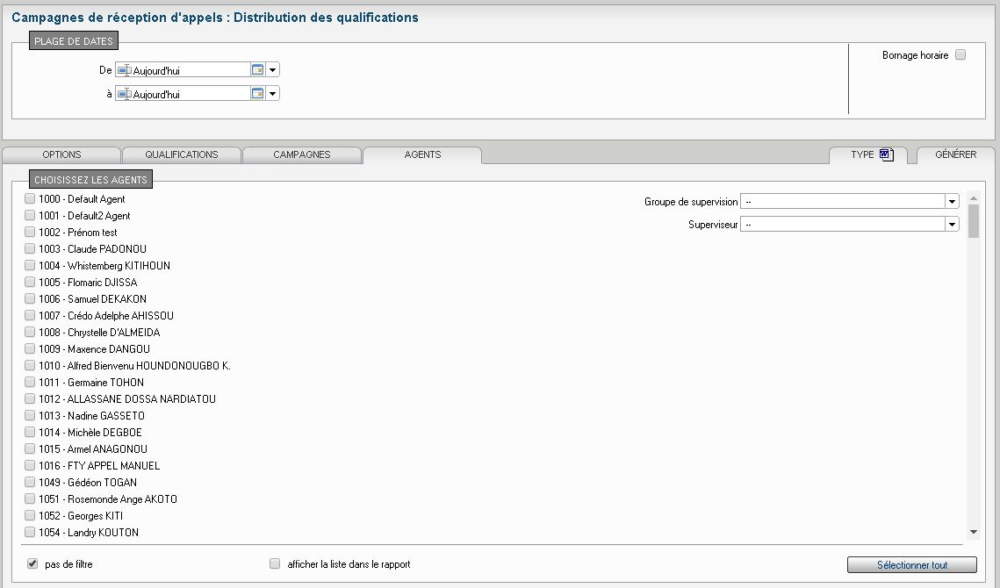 Campagnes de réception d'appels : Distribution des qualifications
PLAGE DE DATES
De Aujourd'hui
à Aujourd'hui
Bornage horaire
OPTIONS QUALIFICATIONS CAMPAGNES AGENTS TYPE GÉNÉRER
CHOISISSEZ LES AGENTS
Groupe de supervision --
Superviseur --
1000 - Default Agent
1001 - Default2 Agent
1002 - Prénom test
1003 - Claude PADONOU
1004 - Whistemberg KITIHOUN
1005 - Flomaric DJISSA
1006 - Samuel DEKAKON
1007 - Crédo Adelphe AHISSOU
1008 - Chrystelle D'ALMEIDA
1009 - Maxence DANGOU
1010 - Alfred Bienvenu HOUNDONOUGBO K.
1011 - Germaine TOHON
1012 - ALLASSANE DOSSA NARDIATOU
1013 - Nadine GASSETO
1014 - Michèle DEGBOE
1015 - Armel ANAGONOU
1016 - FTY APPEL MANUEL
1049 - Gédéon TOGAN
1051 - Rosemonde Ange AKOTO
1052 - Georges KITI
1054 - Landry KOUTON
pas de filtre
afficher la liste dans le rapport
Sélectionner tout